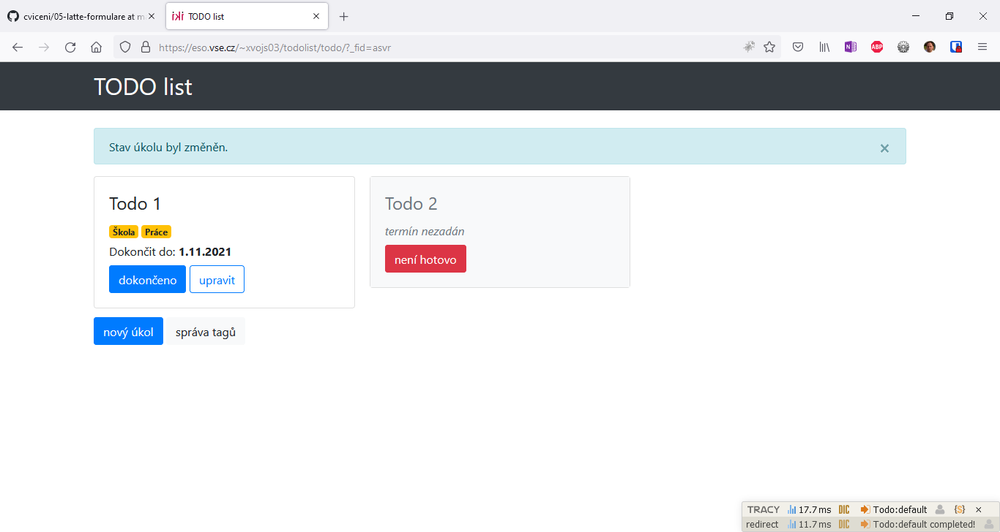 cviceni/05-latte-formulare at m
TODO list
https://eso.vse.cz/~xvojs03/todolist/todo/?_fid=asvr
ABP
TODO list
Stav úkolu byl změněn.
Todo 1
Škola Práce
Dokončit do: 1.11.2021
dokončeno upravit
Todo 2
termín nezadán
není hotovo
nový úkol správa tagů
TRACY 17.7 ms DIC Todo:default {$}
redirect 11.7 ms DIC Todo:default completed!